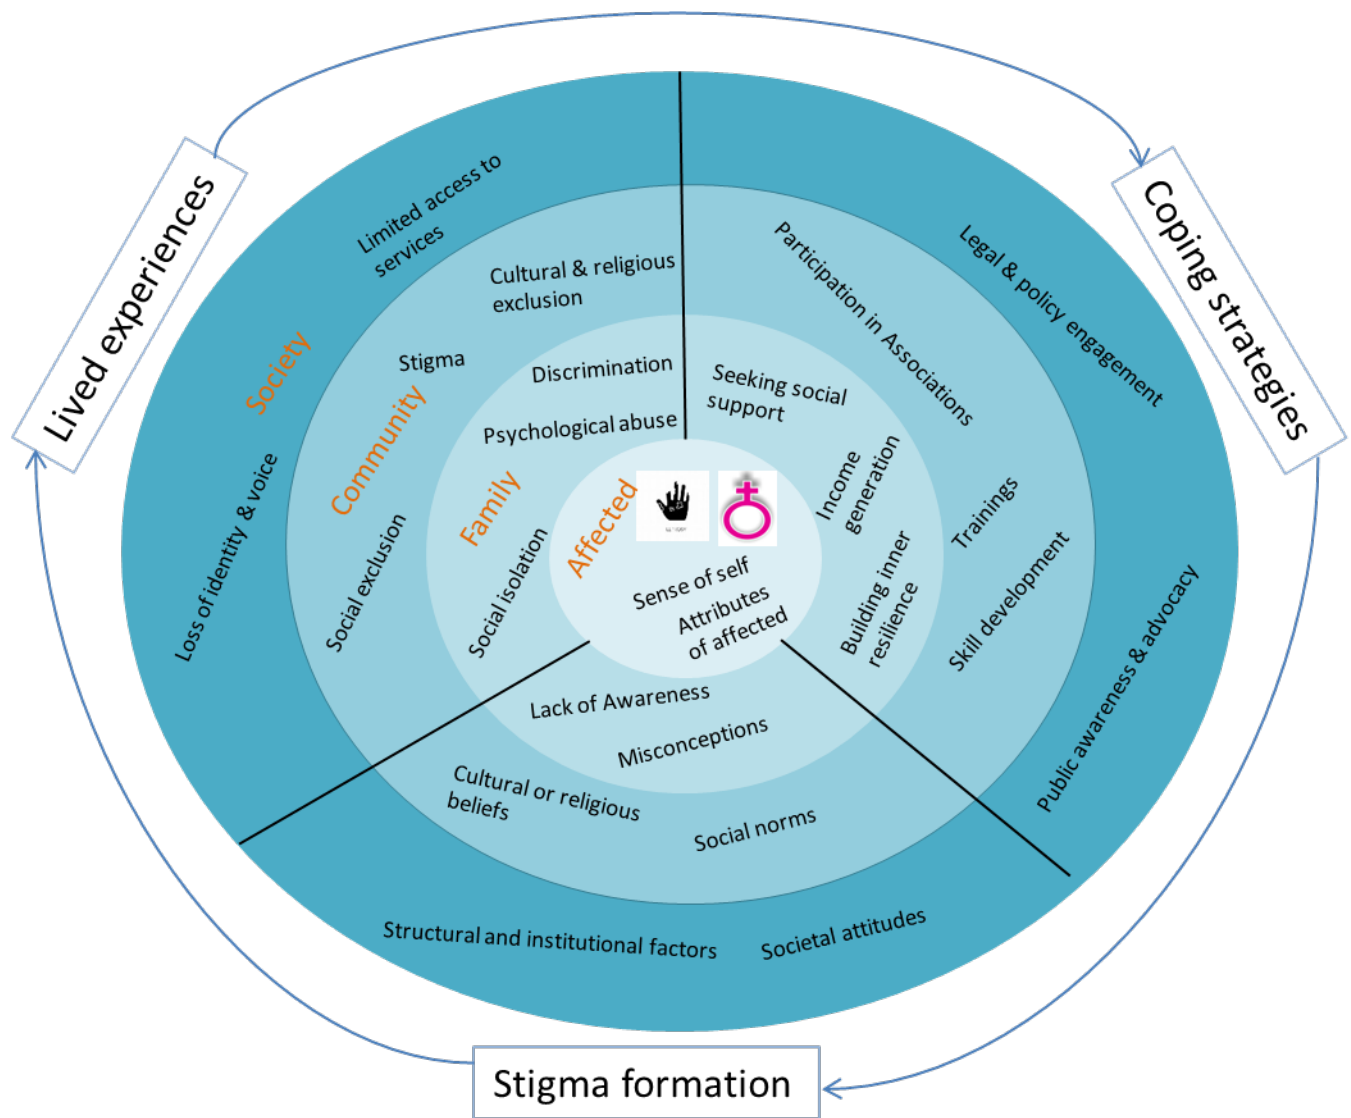 Lived experiences
Coping strategies
Stigma formation
Limited access to
services
Society
Loss of identity & voice
Cultural & religious
exclusion
Stigma
Community
Social exclusion
Discrimination
Psychological abuse
Family
Social isolation
Affected
Sense of self
Attributes
of affected
Seeking social
support
Income
generation
Building inner
resilience
Participation in Associations
Trainings
Skill development
Legal & policy engagement
Public awareness & advocacy
Lack of Awareness
Misconceptions
Cultural or religious
beliefs
Social norms
Structural and institutional factors
Societal attitudes